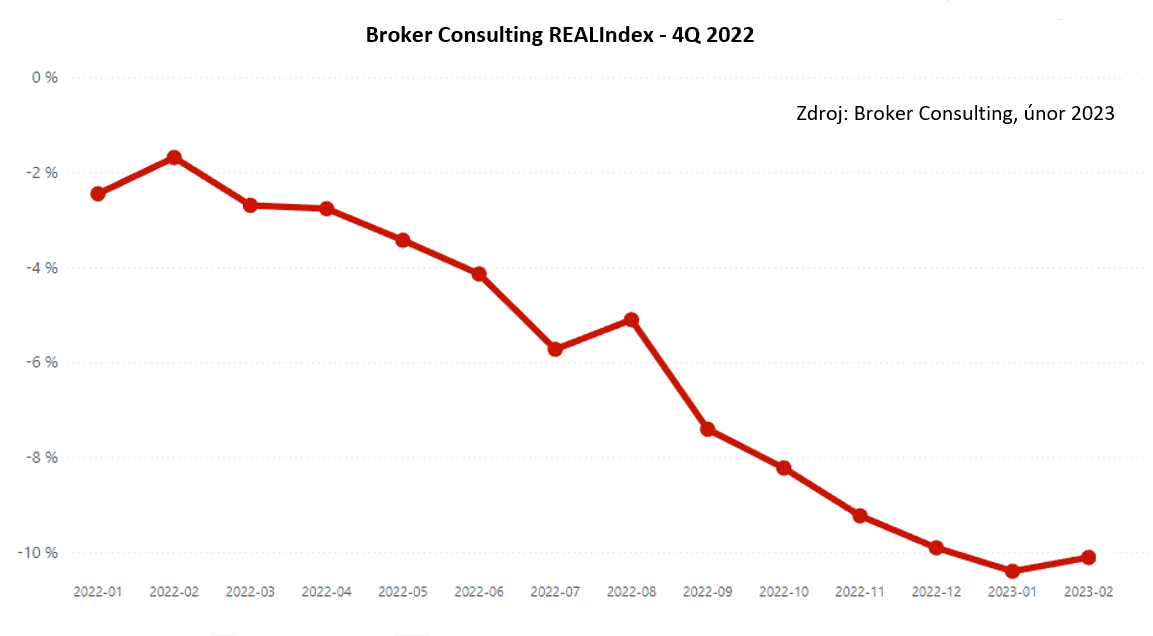 Broker Consulting REALIndex - 4Q 2022
0 %
Zdroj: Broker Consulting, únor 2023
-2 %
-4 %
-6 %
-8 %
-10 %
2022-01 2022-02 2022-03 2022-04 2022-05 2022-06 2022-07 2022-08 2022-09 2022-10 2022-11 2022-12 2023-01 2023-02